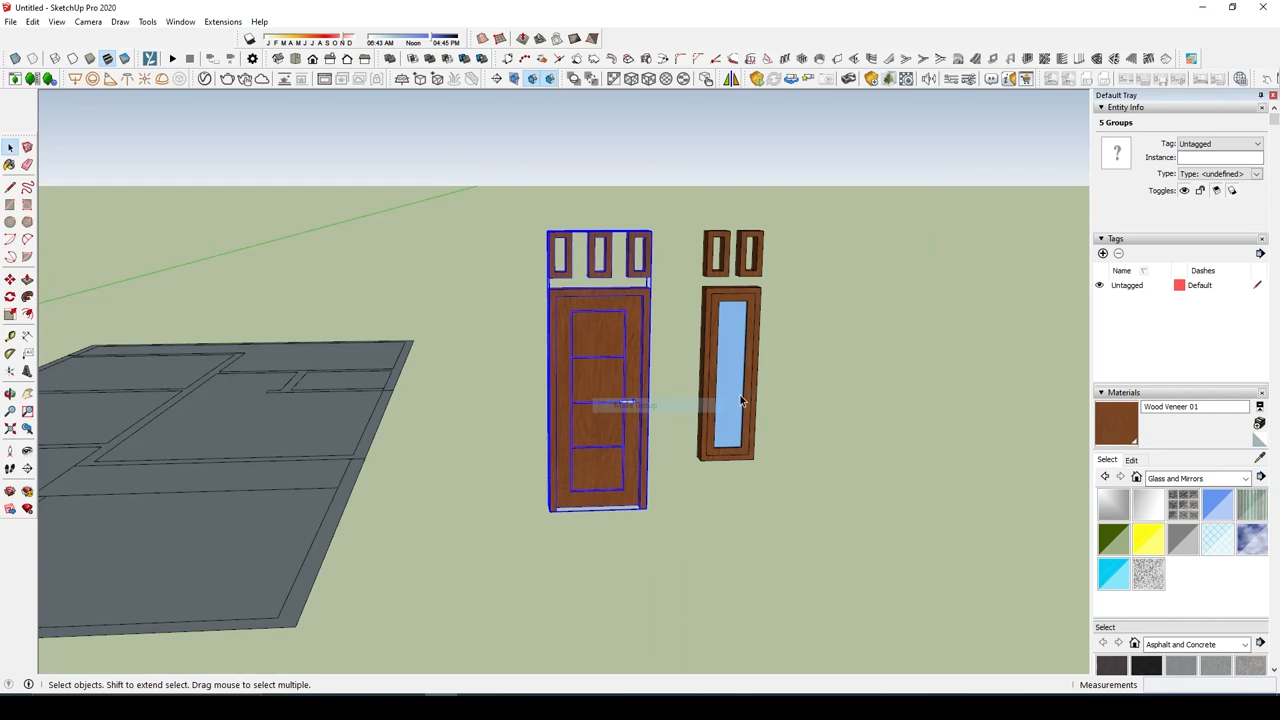 Untitled - SketchUp Pro 2020
File Edit View Camera Draw Tools Window Extensions Help
J F M A M J J A S O N D 06:43 AM Noon 04:45 PM
Default Tray
Entity Info
5 Groups
Tag: Untagged
Instance:
Type: Type: <undefined>
Toggles:
?
Tags
Name Dashes
Untagged Default
Make Group
Materials
Wood Veneer 01
Select Edit
Glass and Mirrors
Select
Asphalt and Concrete
Select objects. Shift to extend select. Drag mouse to select multiple.
Measurements